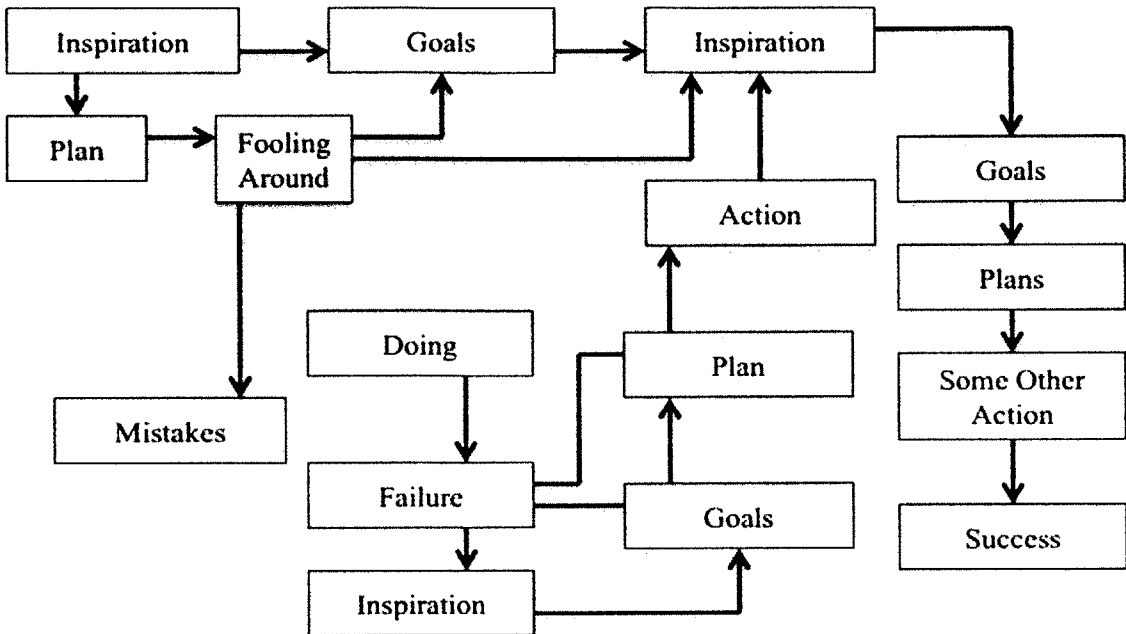 Inspiration
Goals
Inspiration
Plan
Fooling
Around
Goals
Action
Plans
Doing
Plan
Some Other
Action
Mistakes
Failure
Goals
Success
Inspiration